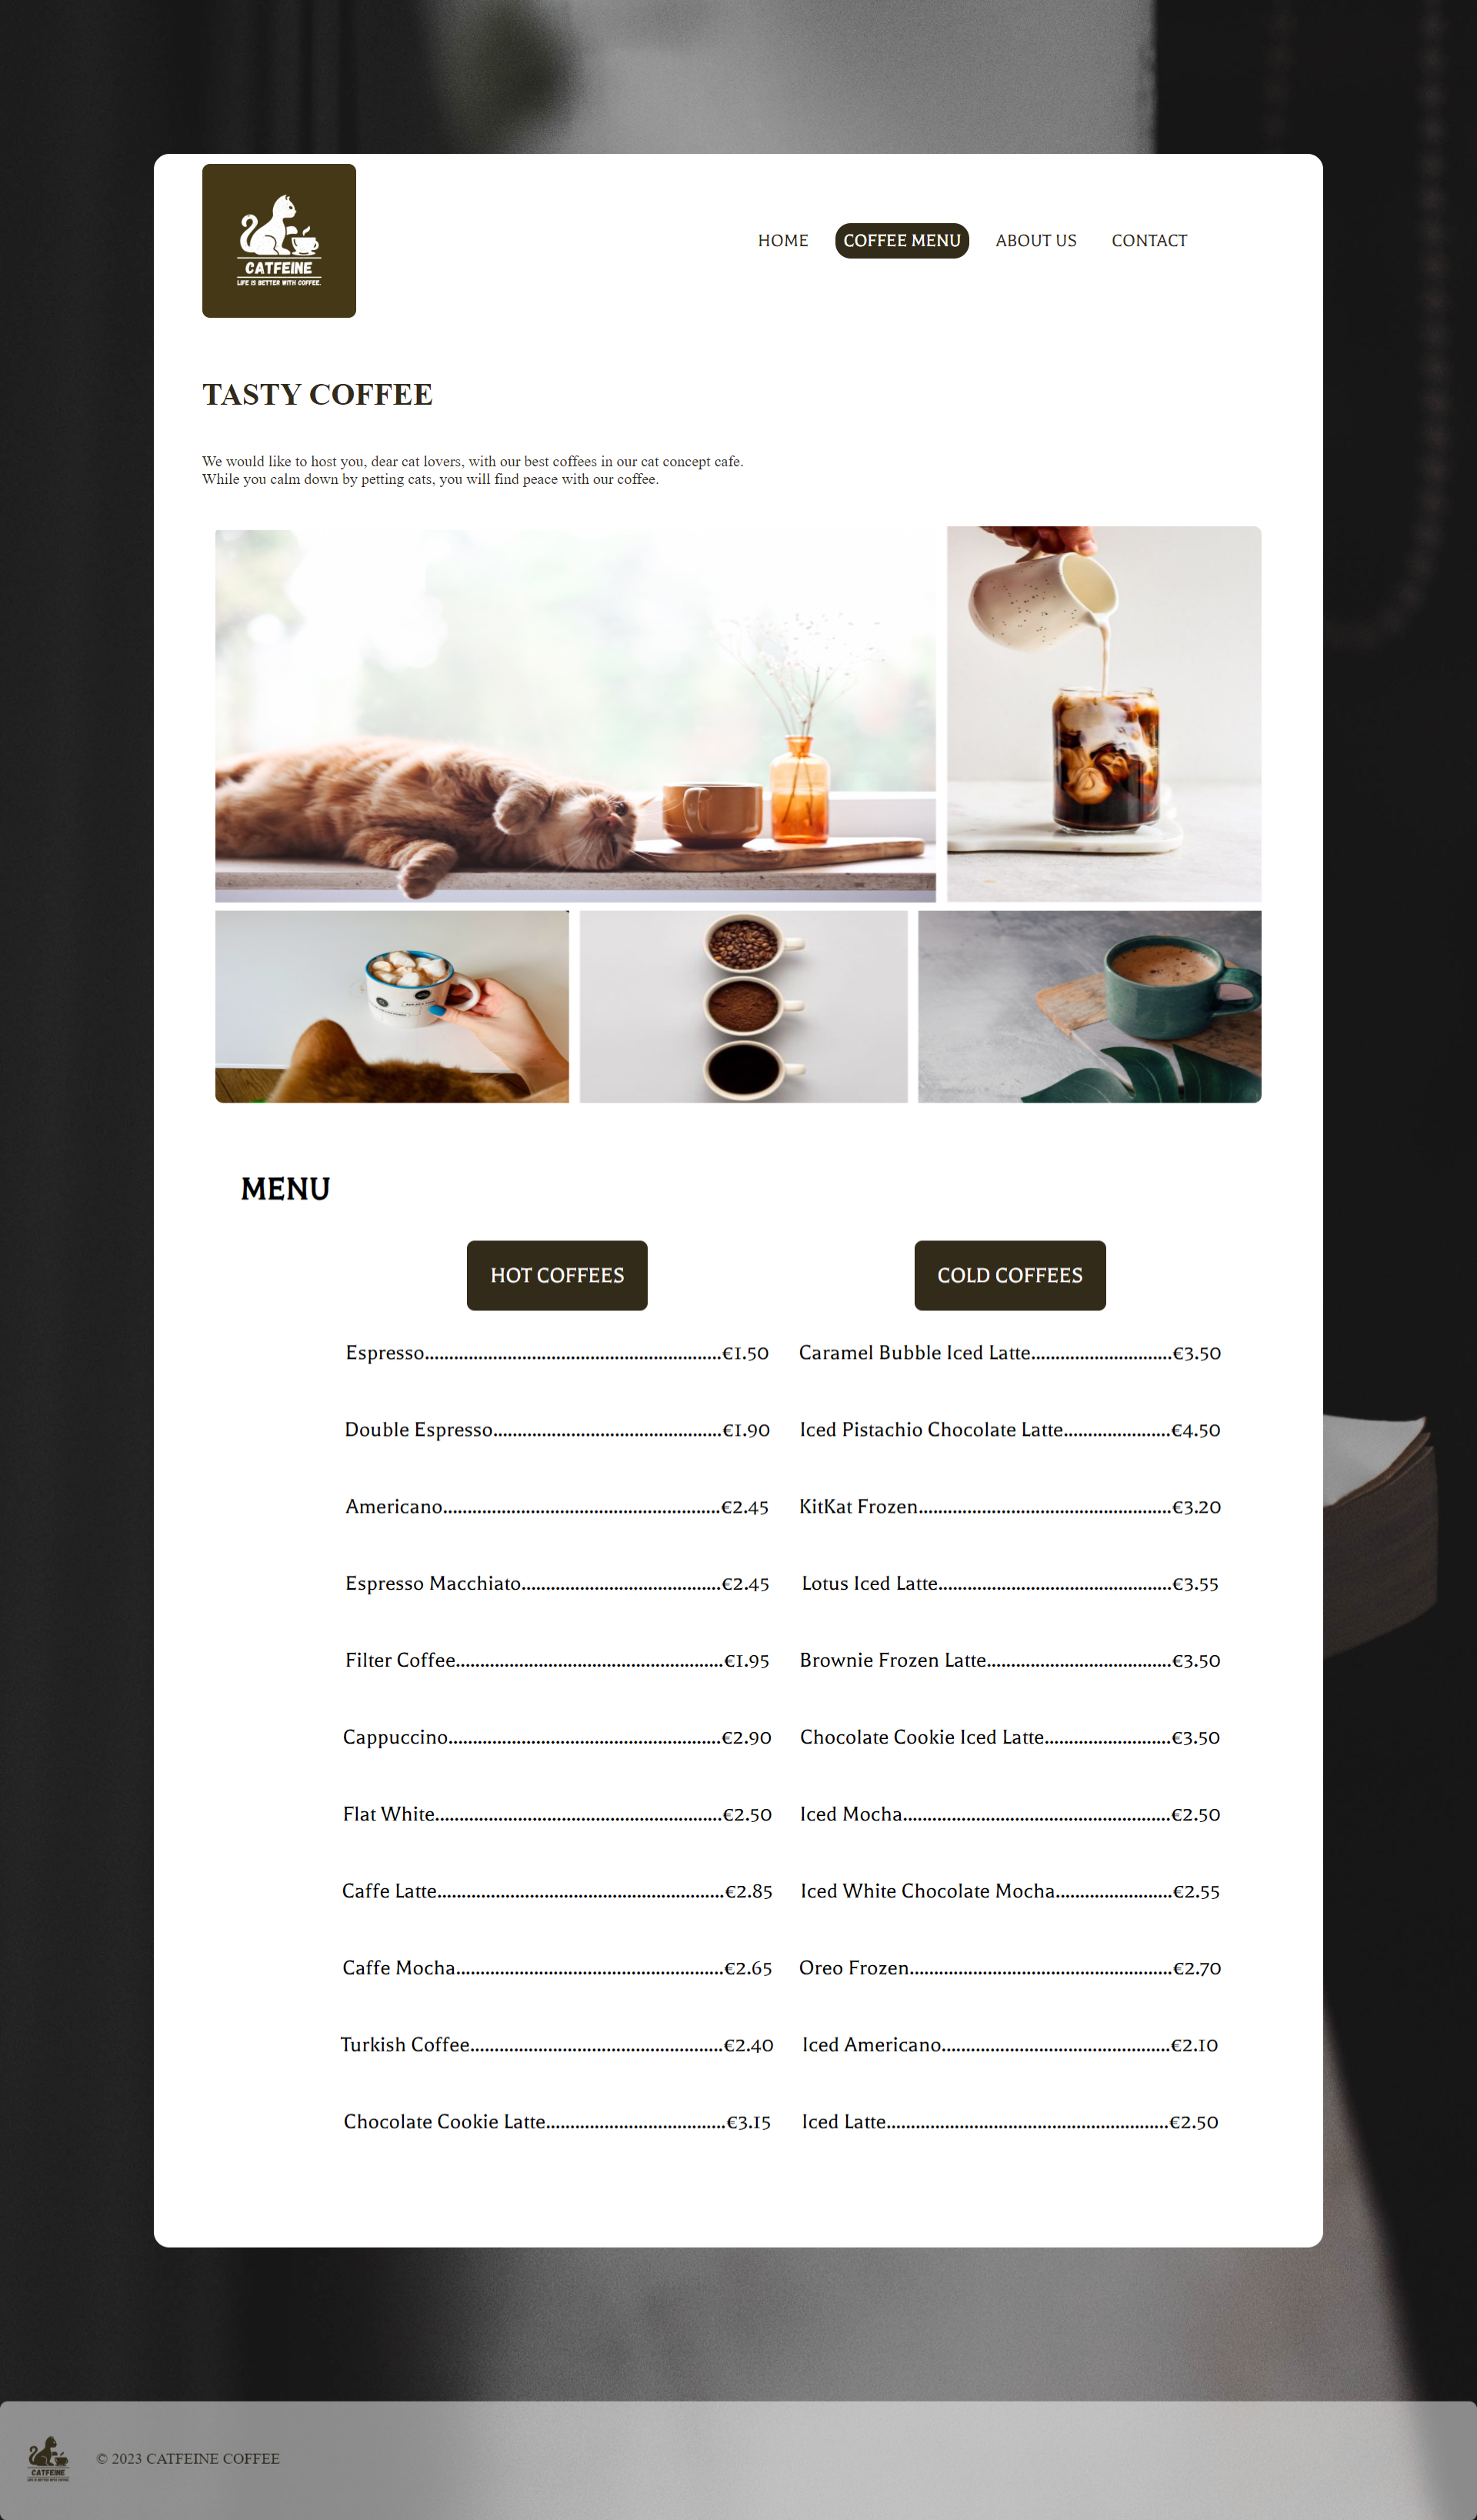 CATFEINE
LIFE IS BETTER WITH COFFEE.
HOME COFFEE MENU ABOUT US CONTACT
TASTY COFFEE
We would like to host you, dear cat lovers, with our best coffees in our cat concept cafe.
While you calm down by petting cats, you will find peace with our coffee.
MENU
HOT COFFEES
Espresso.............................................................€1.50
Double Espresso...............................................€1.90
Americano.........................................................€2.45
Espresso Macchiato.........................................€2.45
Filter Coffee.......................................................€1.95
Cappuccino........................................................€2.90
Flat White...........................................................€2.50
Caffe Latte...........................................................€2.85
Caffe Mocha.......................................................€2.65
Turkish Coffee....................................................€2.40
Chocolate Cookie Latte.....................................€3.15
COLD COFFEES
Caramel Bubble Iced Latte.............................€3.50
Iced Pistachio Chocolate Latte......................€4.50
KitKat Frozen....................................................€3.20
Lotus Iced Latte................................................€3.55
Brownie Frozen Latte......................................€3.50
Chocolate Cookie Iced Latte..........................€3.50
Iced Mocha.......................................................€2.50
Iced White Chocolate Mocha........................€2.55
Oreo Frozen......................................................€2.70
Iced Americano...............................................€2.10
Iced Latte..........................................................€2.50
CATFEINE
LIFE IS BETTER WITH COFFEE.
© 2023 CATFEINE COFFEE